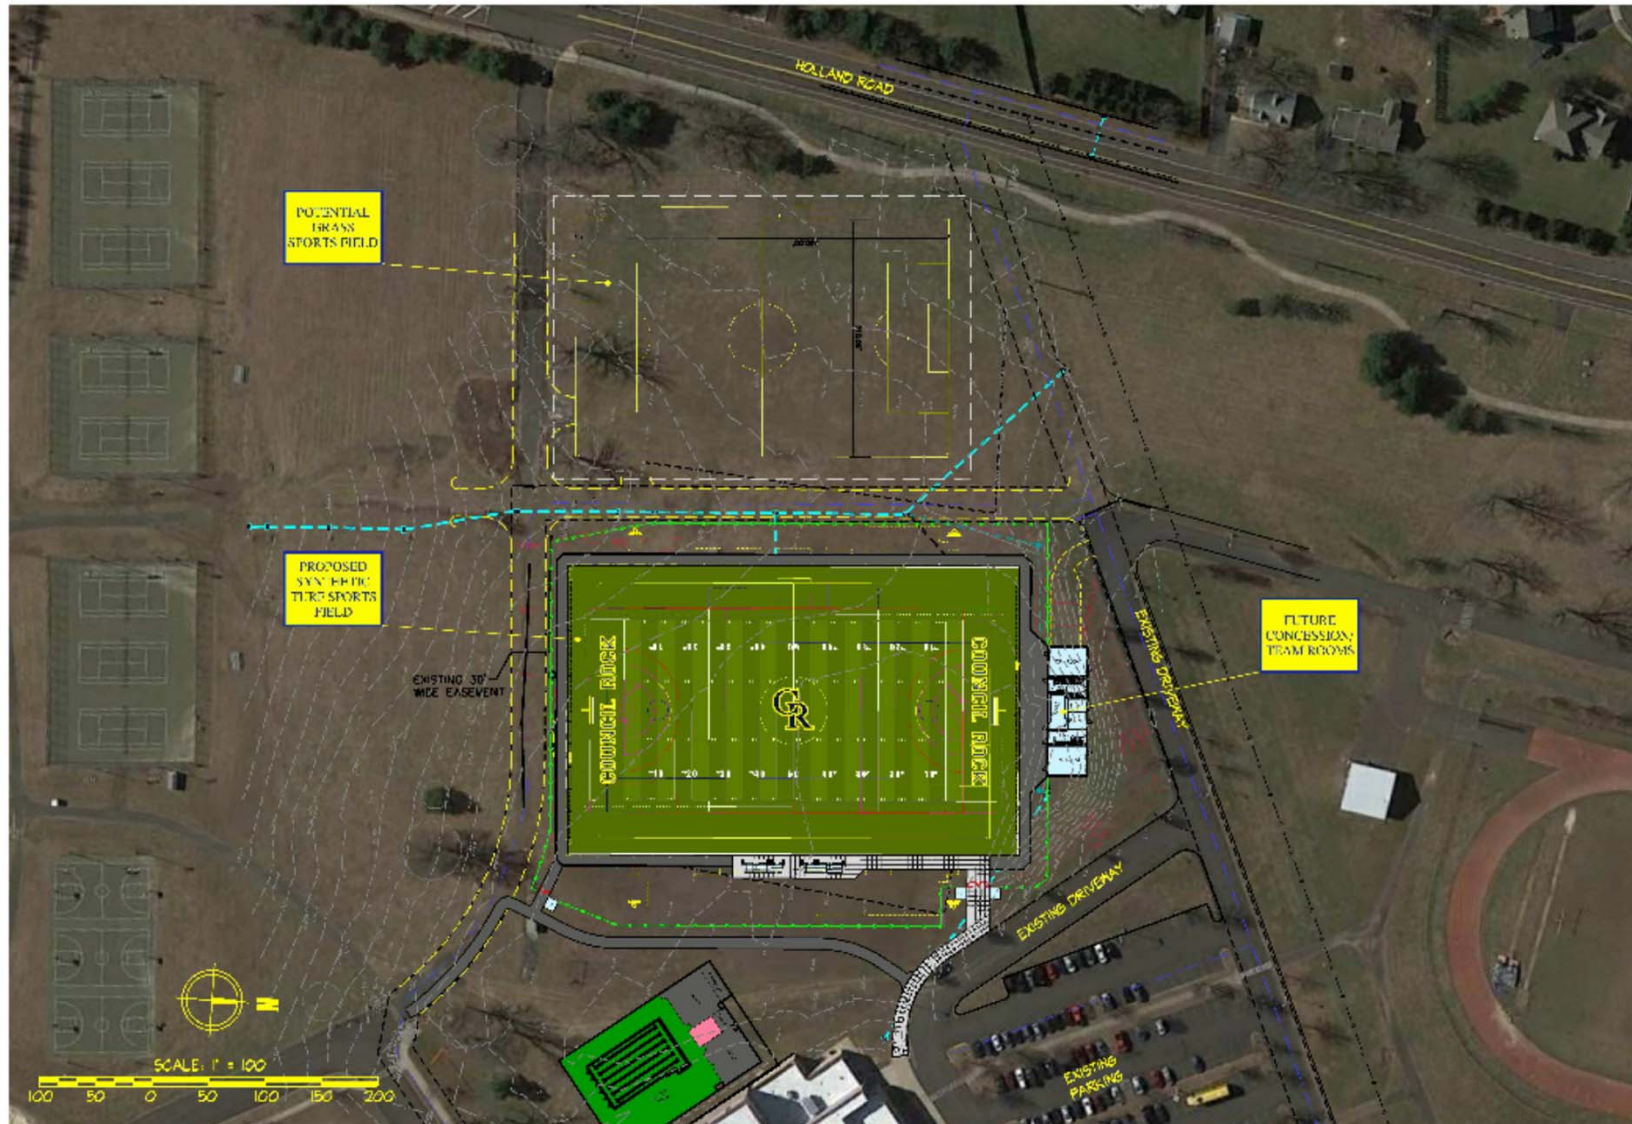 HOLLAND ROAD
POTENTIAL
GRASS
SPORTS FIELD
PROPOSED
SYNTHETIC
TURF SPORTS
FIELD
EXISTING 30'
WIDE EASEMENT
FUTURE
CONCESSION/
TEAM ROOMS
EXISTING DRIVEWAY
COUNCIL ROCK
CR
COUNCIL ROCK
EXISTING DRIVEWAY
EXISTING
PARKING
N
SCALE: 1" = 100'
100 50 0 50 100 150 200